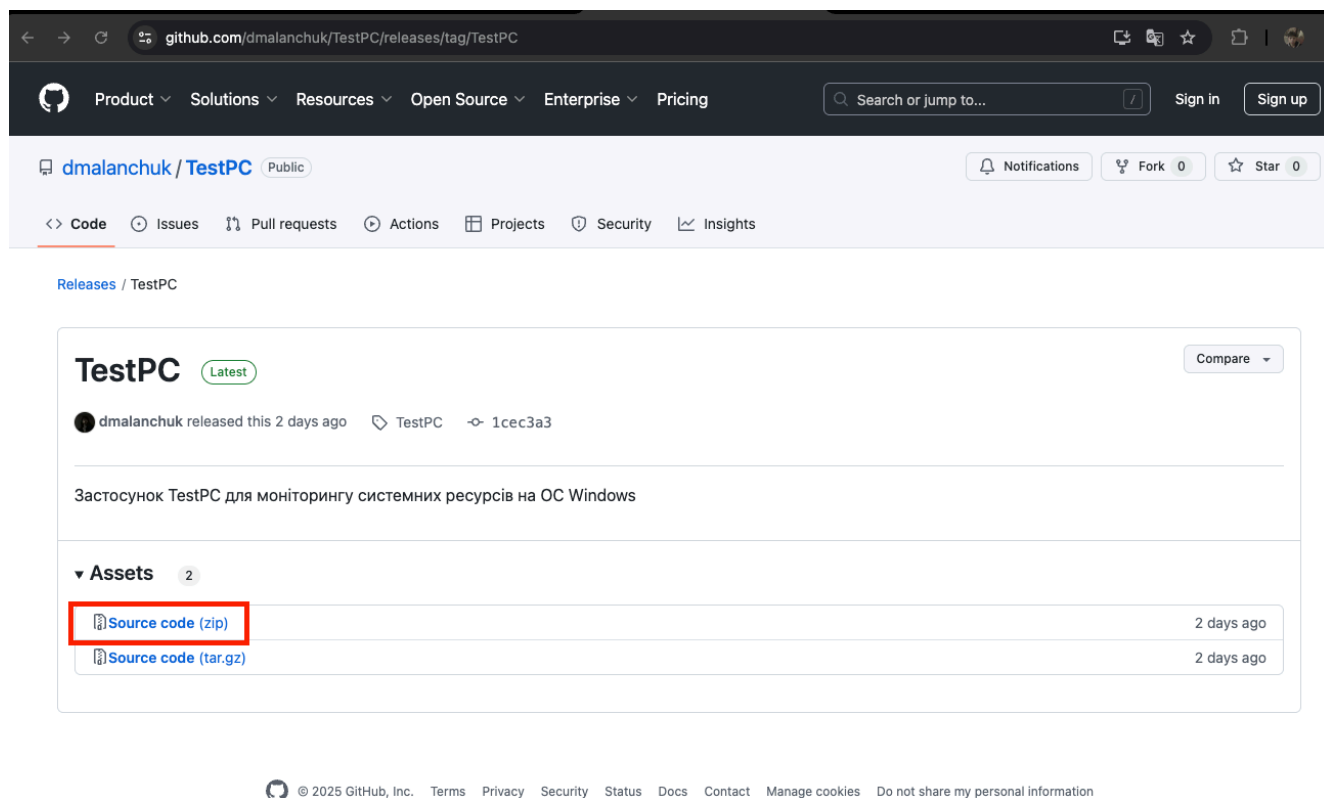 github.com/dmalanchuk/TestPC/releases/tag/TestPC
Product Solutions Resources Open Source Enterprise Pricing Search or jump to... / Sign in Sign up
dmalanchuk / TestPC Public Notifications Fork 0 Star 0
Code Issues Pull requests Actions Projects Security Insights
Releases / TestPC
TestPC Latest Compare
dmalanchuk released this 2 days ago TestPC 1cec3a3
Застосунок TestPC для моніторингу системних ресурсів на ОС Windows
Assets 2
Source code (zip) 2 days ago
Source code (tar.gz) 2 days ago
© 2025 GitHub, Inc. Terms Privacy Security Status Docs Contact Manage cookies Do not share my personal information